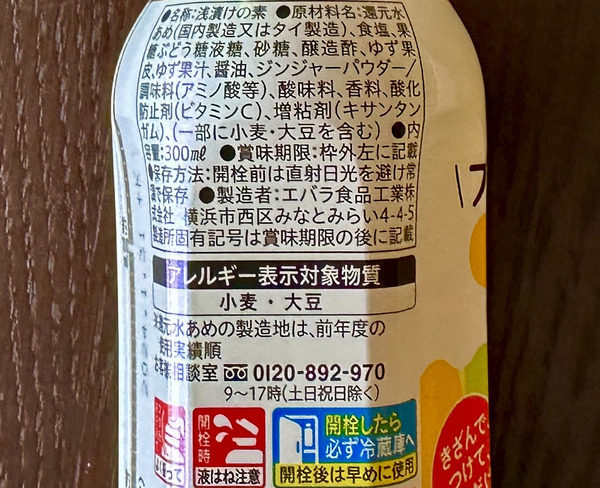 ●名称:浅漬けの素 ●原材料名:還元水
あめ(国内製造又はタイ製造)、食塩、果
糖ぶどう糖液糖、砂糖、醸造酢、ゆず果
皮、ゆず果汁、醤油、ジンジャーパウダー/
調味料(アミノ酸等)、酸味料、香料、酸化
防止剤(ビタミンC)、増粘剤(キサンタン
ガム)、(一部に小麦・大豆を含む) ●内
容量:300㎖ ●賞味期限:枠外左に記載
●保存方法:開栓前は直射日光を避け常
温で保存 ●製造者:エバラ食品工業株
式会社 横浜市西区みなとみらい4-4-5
製造所固有記号は賞味期限の後に記載
アレルギー表示対象物質
小麦・大豆
※還元水あめの製造地は、前年度の
使用実績順
お客様相談室 0120-892-970
9〜17時(土日祝日除く)
開栓時
液はね注意
開栓したら
必ず冷蔵庫へ
開栓後は早めに使用
きざんで、
つけて、